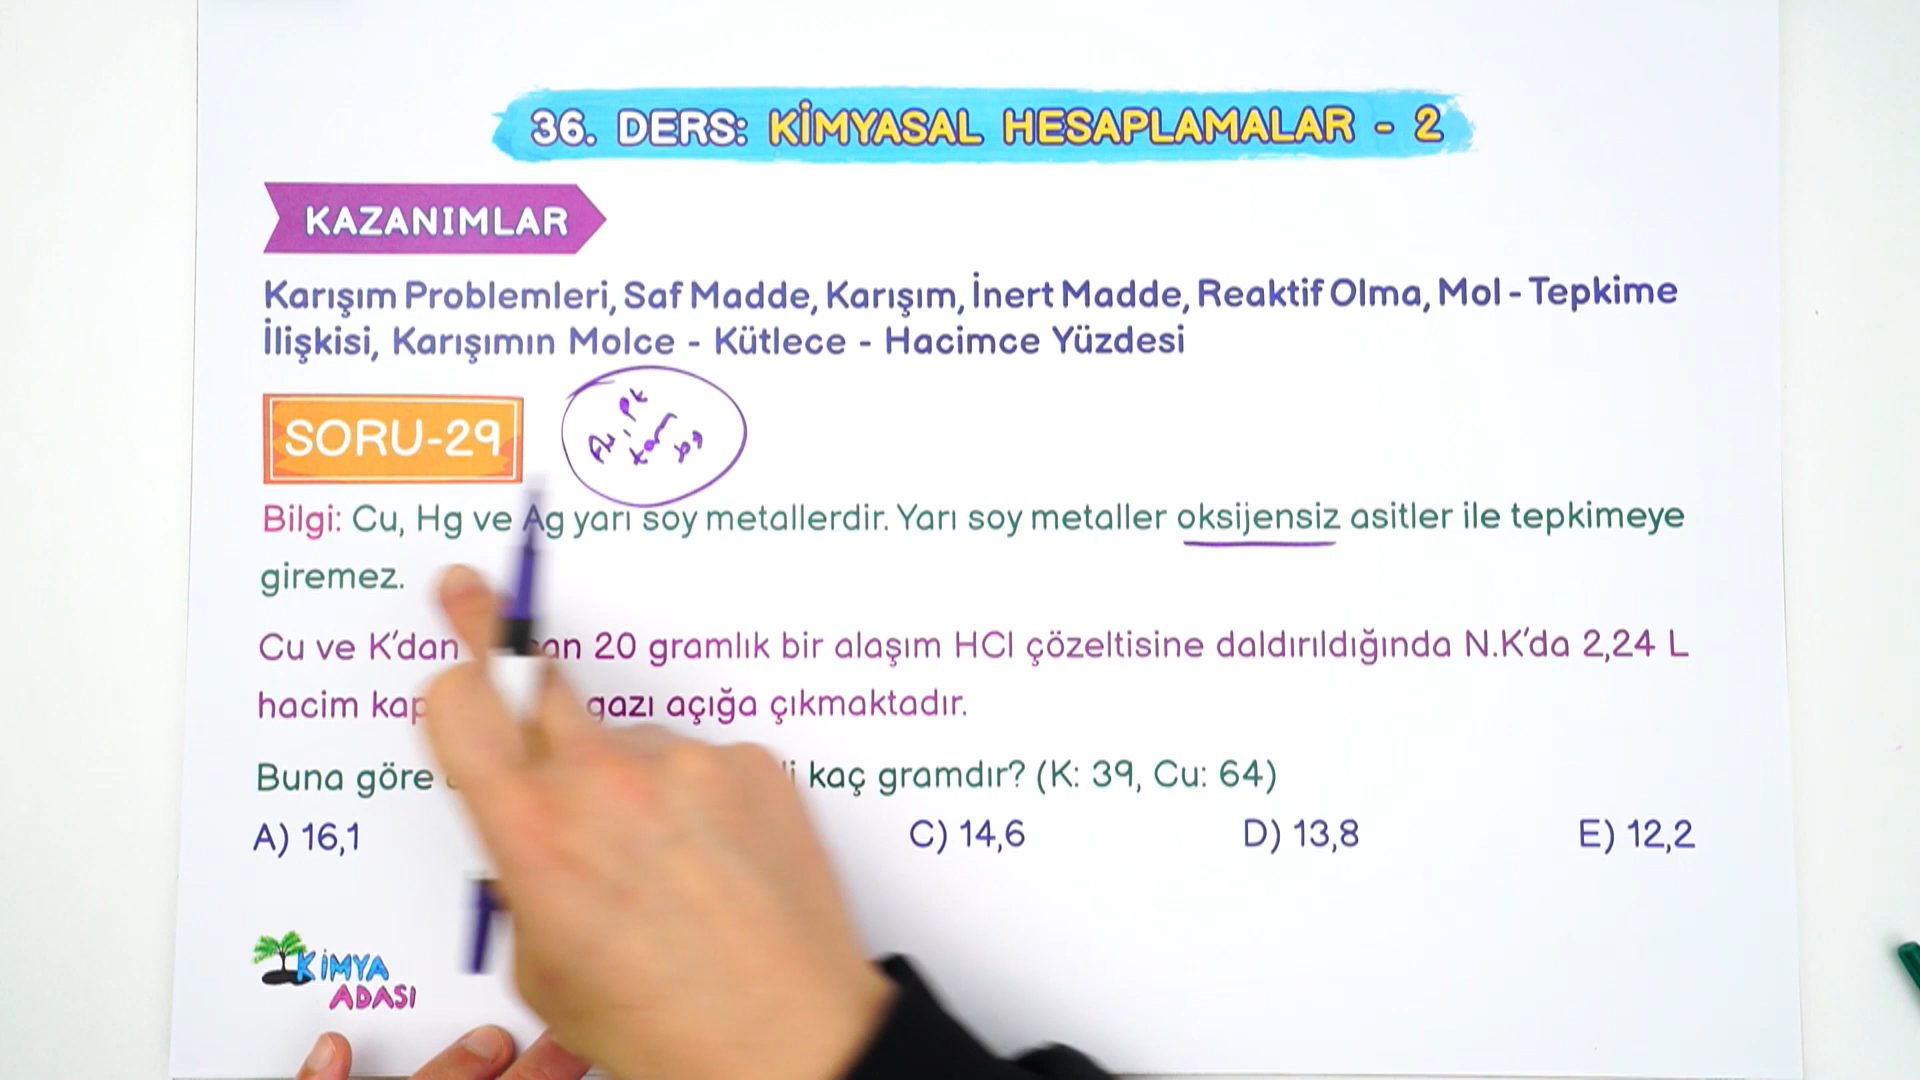 36. DERS: KİMYASAL HESAPLAMALAR - 2
KAZANIMLAR
Karışım Problemleri, Saf Madde, Karışım, İnert Madde, Reaktif Olma, Mol - Tepkime
İlişkisi, Karışımın Molce - Kütlece - Hacimce Yüzdesi
SORU-29
Pt
Bilgi: Cu, Hg ve Ag yarı soy metallerdir. Yarı soy metaller oksijensiz asitler ile tepkimeye
giremez.
Cu ve K'dan 20 gramlık bir alaşım HCl çözeltisine daldırıldığında N.K'da 2,24 L
hacim gazı açığa çıkmaktadır.
Buna göre kaç gramdır? (K: 39, Cu: 64)
A) 16,1
C) 14,6
D) 13,8
E) 12,2
KİMYA
ADASI